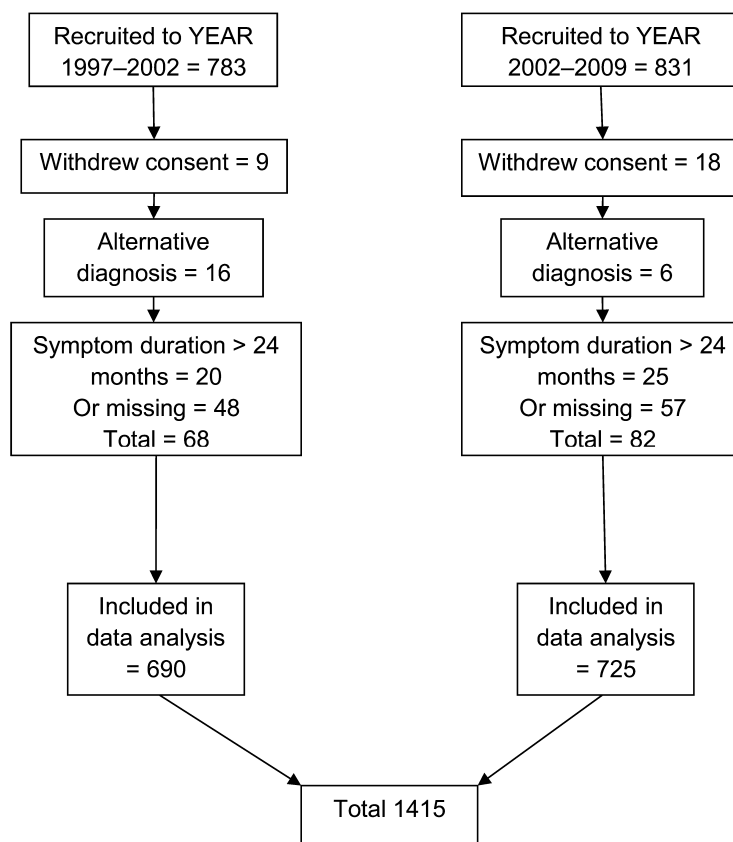 Recruited to YEAR
1997–2002 = 783
Withdrew consent = 9
Alternative
diagnosis = 16
Symptom duration > 24
months = 20
Or missing = 48
Total = 68
Included in
data analysis
= 690
Recruited to YEAR
2002–2009 = 831
Withdrew consent = 18
Alternative
diagnosis = 6
Symptom duration > 24
months = 25
Or missing = 57
Total = 82
Included in
data analysis
= 725
Total 1415